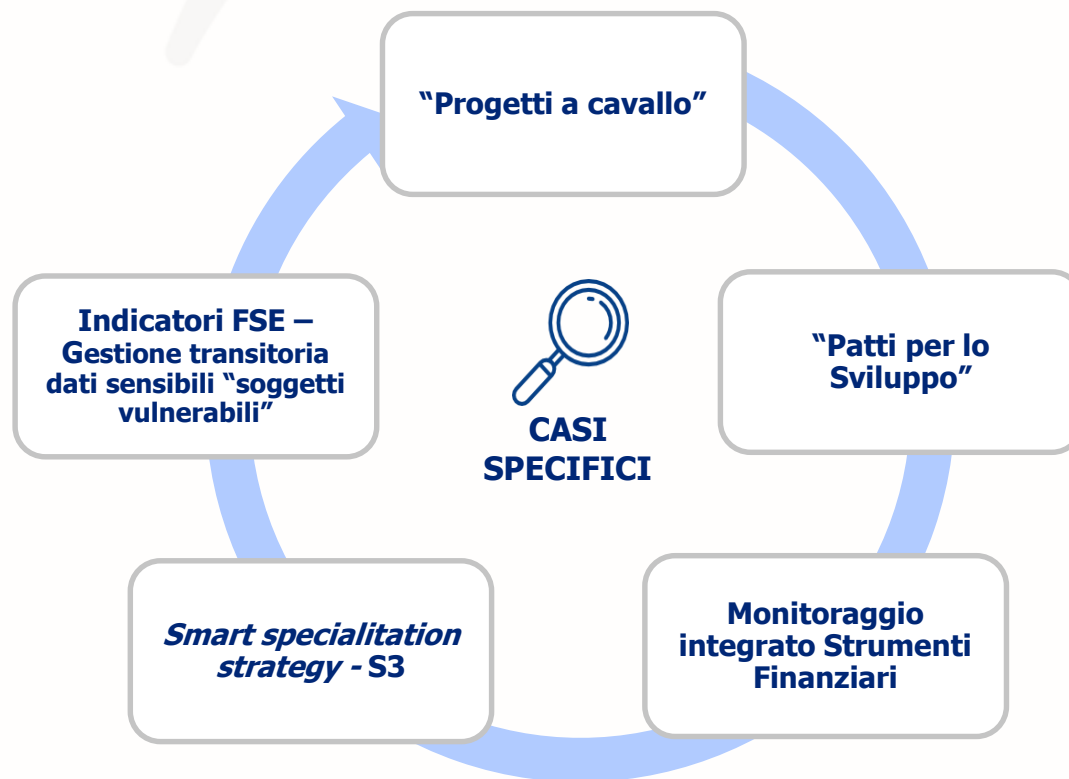 “Progetti a cavallo”
“Patti per lo
Sviluppo”
Monitoraggio
integrato Strumenti
Finanziari
Smart specialitation
strategy - S3
Indicatori FSE –
Gestione transitoria
dati sensibili “soggetti
vulnerabili”
CASI
SPECIFICI